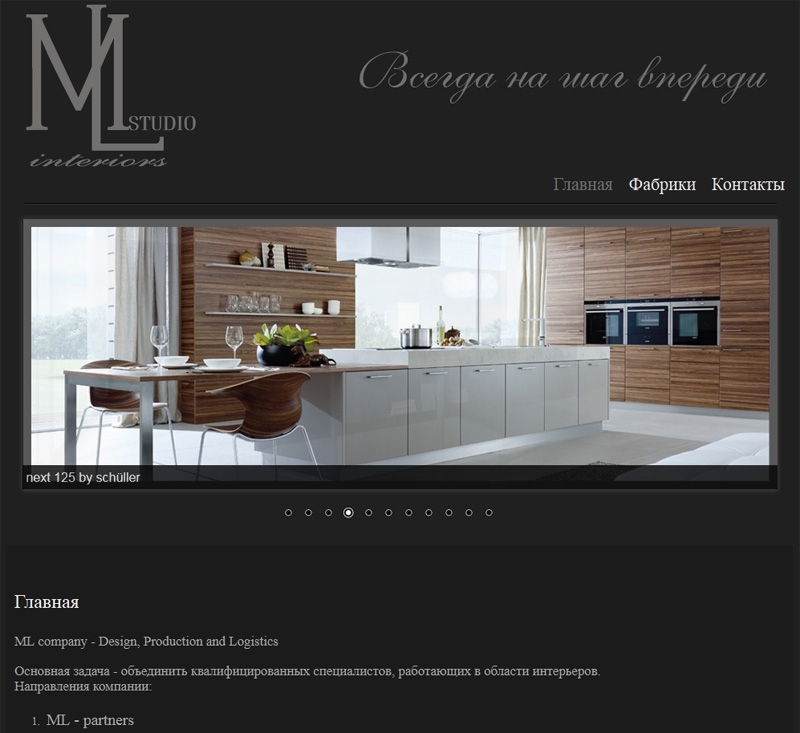 ML STUDIO
interiors
Всегда на шаг впереди
Главная Фабрики Контакты
next 125 by schüller
Главная
ML company - Design, Production and Logistics
Основная задача - объединить квалифицированных специалистов, работающих в области интерьеров.
Направления компании:
1. ML - partners